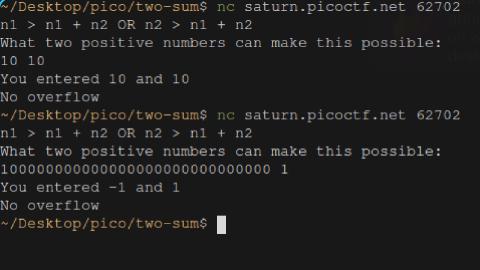 ~/Desktop/pico/two-sum$ nc saturn.picoctf.net 62702
n1 > n1 + n2 OR n2 > n1 + n2
What two positive numbers can make this possible:
10 10
You entered 10 and 10
No overflow
~/Desktop/pico/two-sum$ nc saturn.picoctf.net 62702
n1 > n1 + n2 OR n2 > n1 + n2
What two positive numbers can make this possible:
10000000000000000000000000000000 1
You entered -1 and 1
No overflow
~/Desktop/pico/two-sum$